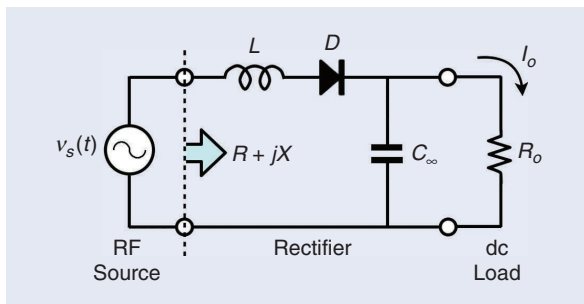 L
D
I_o
v_s(t)
R + jX
C_∞
R_o
RF
Source
Rectifier
dc
Load